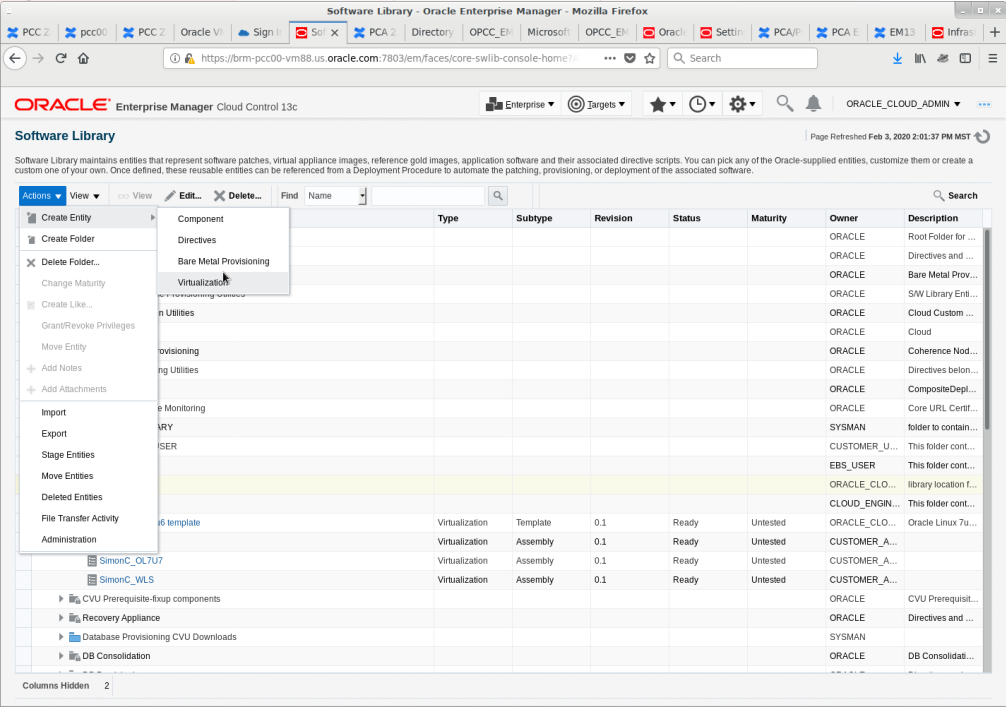 Software Library - Oracle Enterprise Manager - Mozilla Firefox
PCC Z pcc00 PCC Z Oracle V Sign i Sof PCA 2 Directory OPCC_EM Microsoft OPCC_EM Oracl Settin PCA/P PCA E EM13 Infras
https://brm-pcc00-vm88.us.oracle.com:7803/em/faces/core-swlib-console-home?
Search
ORACLE Enterprise Manager Cloud Control 13c
Enterprise Targets ORACLE_CLOUD_ADMIN
Software Library
Page Refreshed Feb 3, 2020 2:01:37 PM MST
Software Library maintains entities that represent software patches, virtual appliance images, reference gold images, application software and their associated directive scripts. You can pick any of the Oracle-supplied entities, customize them or create a
custom one of your own. Once defined, these reusable entities can be referenced from a Deployment Procedure to automate the patching, provisioning, or deployment of the associated software.
Actions View View Edit... Delete... Find Name Search
Type Subtype Revision Status Maturity Owner Description
Create Entity
Create Folder
Delete Folder...
Change Maturity
Create Like...
Grant/Revoke Privileges
Move Entity
Add Notes
Add Attachments
Import
Export
Stage Entities
Move Entities
Deleted Entities
File Transfer Activity
Administration
Component
Directives
Bare Metal Provisioning
Virtualization
ORACLE Root Folder for ...
ORACLE Directives and ...
ORACLE Bare Metal Prov...
Provisioning Utilities ORACLE S/W Library Enti...
n Utilities ORACLE Cloud Custom ...
ORACLE Cloud
ovisioning ORACLE Coherence Nod...
ng Utilities ORACLE Directives belon...
ORACLE CompositeDepl...
e Monitoring ORACLE Core URL Certif...
ARY SYSMAN folder to contain...
USER CUSTOMER_U... This folder cont...
EBS_USER This folder cont...
ORACLE_CLO... library location f...
CLOUD_ENGIN... This folder cont...
u6 template Virtualization Template 0.1 Ready Untested ORACLE_CLO... Oracle Linux 7u...
Virtualization Assembly 0.1 Ready Untested CUSTOMER_A...
SimonC_OL7U7 Virtualization Assembly 0.1 Ready Untested CUSTOMER_A...
SimonC_WLS Virtualization Assembly 0.1 Ready Untested CUSTOMER_A...
CVU Prerequisite-fixup components ORACLE CVU Prerequisit...
Recovery Appliance ORACLE Directives and ...
Database Provisioning CVU Downloads SYSMAN
DB Consolidation ORACLE DB Consolidati...
Columns Hidden 2